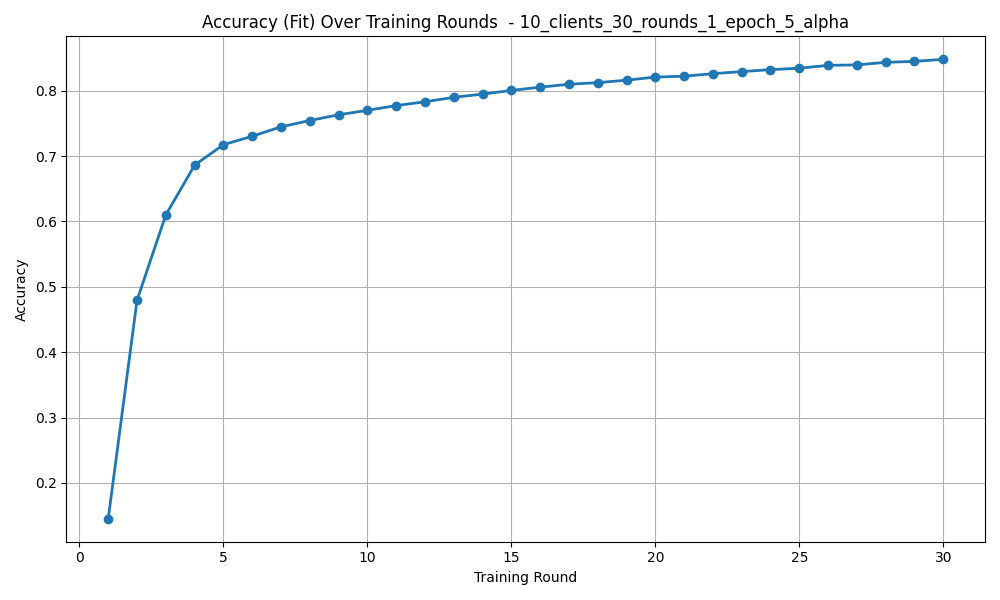 Accuracy (Fit) Over Training Rounds  - 10_clients_30_rounds_1_epoch_5_alpha
Accuracy
0.8
0.7
0.6
0.5
0.4
0.3
0.2
0 5 10 15 20 25 30
Training Round